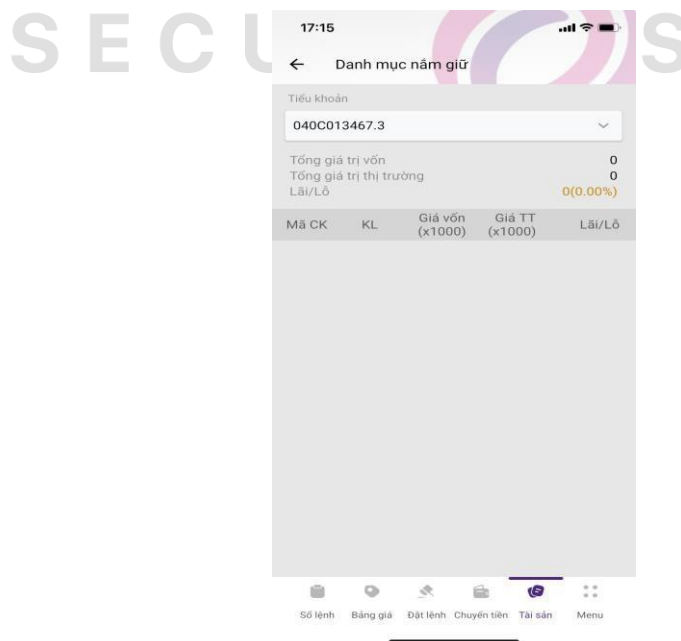 SECU S
17:15
Danh mục nắm giữ
Tiểu khoản
040C013467.3
Tổng giá trị vốn 0
Tổng giá trị thị trường 0
Lãi/Lỗ 0(0.00%)
Mã CK KL Giá vốn (x1000) Giá TT (x1000) Lãi/Lỗ
Sổ lệnh Bảng giá Đặt lệnh Chuyển tiền Tài sản Menu